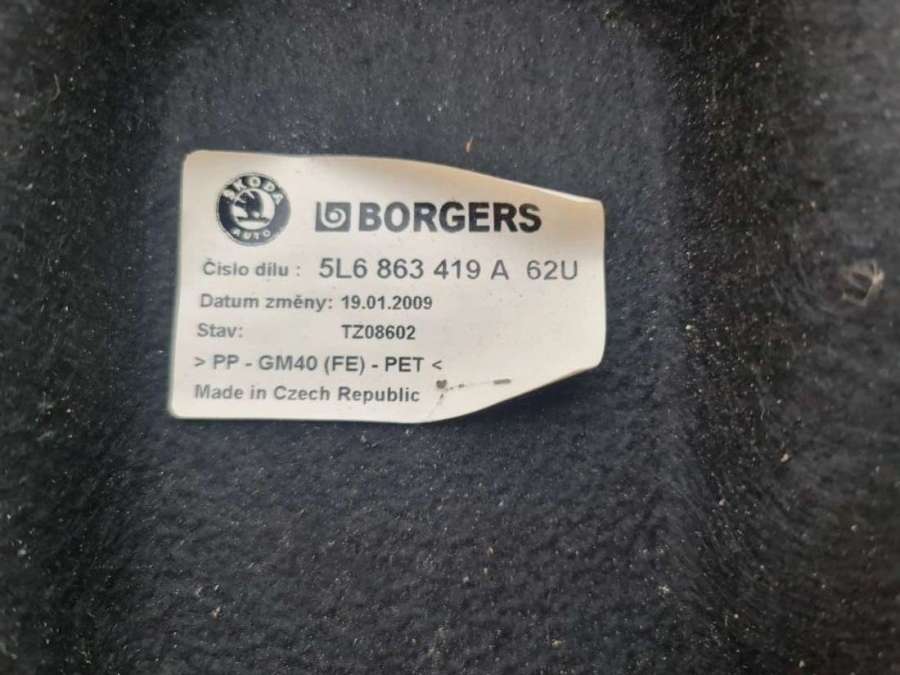 ŠKODA
AUTO
BORGERS
Čislo dílu : 5L6 863 419 A 62U
Datum změny: 19.01.2009
Stav: TZ08602
> PP - GM40 (FE) - PET <
Made in Czech Republic